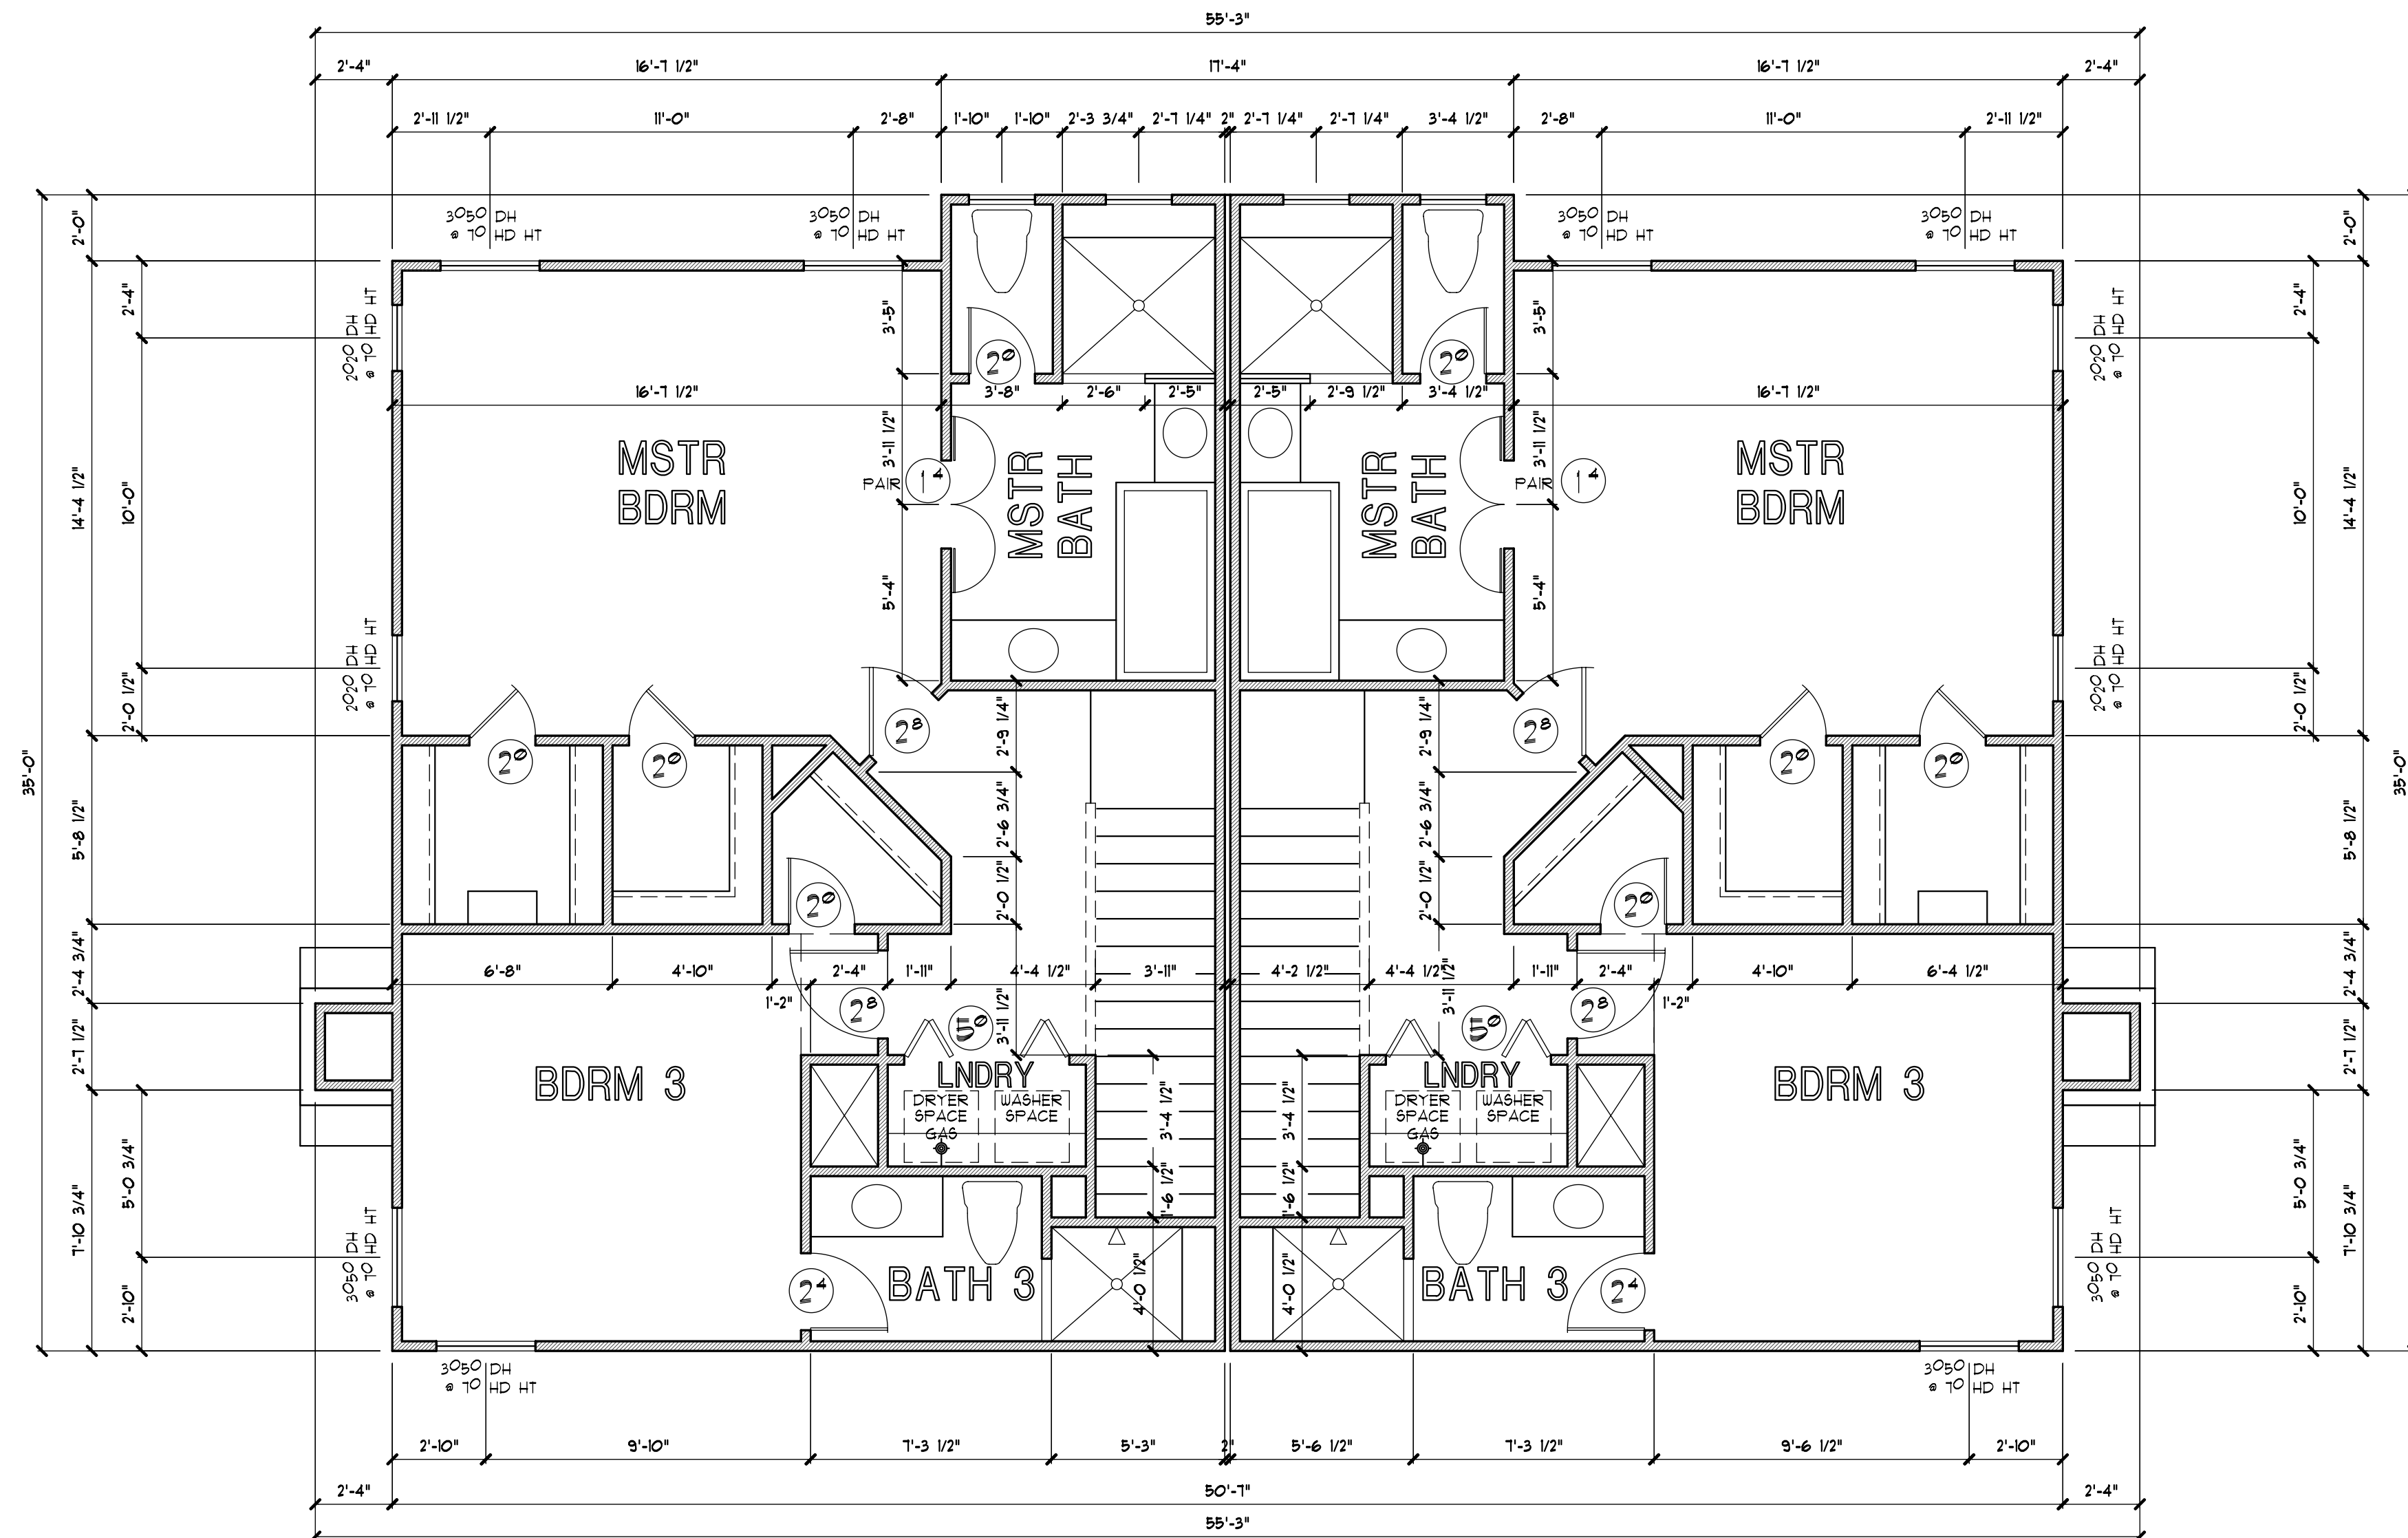 55'-3"
2'-4" 16'-7 1/2" 17'-4" 16'-7 1/2" 2'-4"
2'-11 1/2" 11'-0" 2'-8" 1'-10" 1'-10" 2'-3 3/4" 2'-7 1/4" 2" 2'-7 1/4" 2'-7 1/4" 3'-4 1/2" 2'-8" 11'-0" 2'-11 1/2"
3050 DH
@ 70 HD HT
3050 DH
@ 70 HD HT
3050 DH
@ 70 HD HT
3050 DH
@ 70 HD HT
35'-0"
2'-0"
14'-4 1/2"
5'-8 1/2"
2'-4 3/4"
2'-7 1/2"
7'-10 3/4"
2'-4"
10'-0"
2'-0 1/2"
5'-0 3/4"
2'-10"
2020 DH
@ 70 HD HT
2020 DH
@ 70 HD HT
3050 DH
@ 70 HD HT
16'-7 1/2" 3'-8" 2'-6" 2'-5" 2'-5" 2'-9 1/2" 3'-4 1/2" 16'-7 1/2"
3'-5"
3'-11 1/2"
5'-4"
3'-5"
3'-11 1/2"
5'-4"
2⁰
2⁰
MSTR
BDRM
PAIR 1⁴
MSTR
BATH
MSTR
BATH
PAIR 1⁴
MSTR
BDRM
2⁰ 2⁰ 2⁸
2⁸ 2⁰ 2⁰
2'-9 1/4"
2'-6 3/4"
2'-0 1/2"
3'-11 1/2"
2'-9 1/4"
2'-6 3/4"
2'-0 1/2"
3'-11 1/2"
2⁰
2⁰
6'-8" 4'-10" 2'-4" 1'-11" 4'-4 1/2" 3'-11" 4'-2 1/2" 4'-4 1/2" 1'-11" 2'-4" 4'-10" 6'-4 1/2"
1'-2" 1'-2"
2⁸ 5⁰
5⁰ 2⁸
BDRM 3
LNDRY
DRYER
SPACE
GAS
WASHER
SPACE
LNDRY
DRYER
SPACE
GAS
WASHER
SPACE
BDRM 3
3'-4 1/2"
1'-6 1/2"
4'-0 1/2"
3'-4 1/2"
1'-6 1/2"
4'-0 1/2"
2⁴ BATH 3
BATH 3 2⁴
2020 DH
@ 70 HD HT
2020 DH
@ 70 HD HT
3050 DH
@ 70 HD HT
2'-4"
10'-0"
2'-0 1/2"
5'-0 3/4"
2'-10"
2'-0"
14'-4 1/2"
5'-8 1/2"
2'-4 3/4"
2'-7 1/2"
7'-10 3/4"
35'-0"
3050 DH
@ 70 HD HT
3050 DH
@ 70 HD HT
2'-10" 9'-10" 7'-3 1/2" 5'-3" 2" 5'-6 1/2" 7'-3 1/2" 9'-6 1/2" 2'-10"
2'-4" 50'-7" 2'-4"
55'-3"